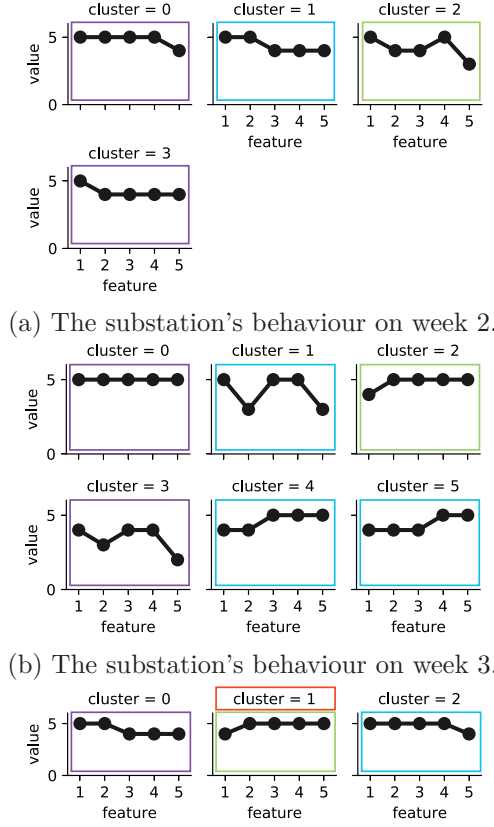 cluster = 0 cluster = 1 cluster = 2
value 5 0
1 2 3 4 5 1 2 3 4 5
feature feature
cluster = 3
value 5 0
1 2 3 4 5
feature
(a) The substation's behaviour on week 2.
cluster = 0 cluster = 1 cluster = 2
value 5 0
cluster = 3 cluster = 4 cluster = 5
value 5 0
1 2 3 4 5 1 2 3 4 5 1 2 3 4 5
feature feature feature
(b) The substation's behaviour on week 3.
cluster = 0 cluster = 1 cluster = 2
value 5 0
1 2 3 4 5 1 2 3 4 5 1 2 3 4 5
feature feature feature